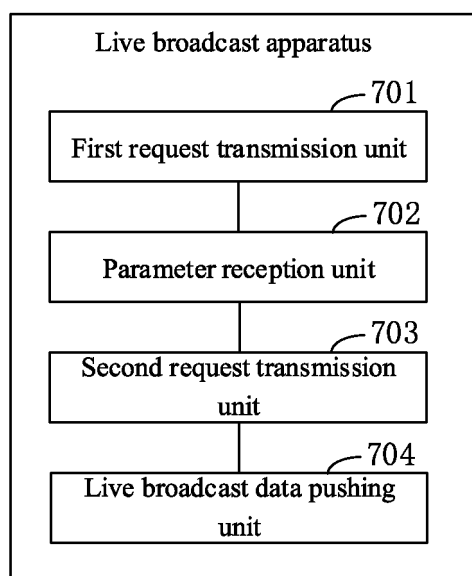 Live broadcast apparatus
701
First request transmission unit
702
Parameter reception unit
703
Second request transmission
unit
704
Live broadcast data pushing
unit